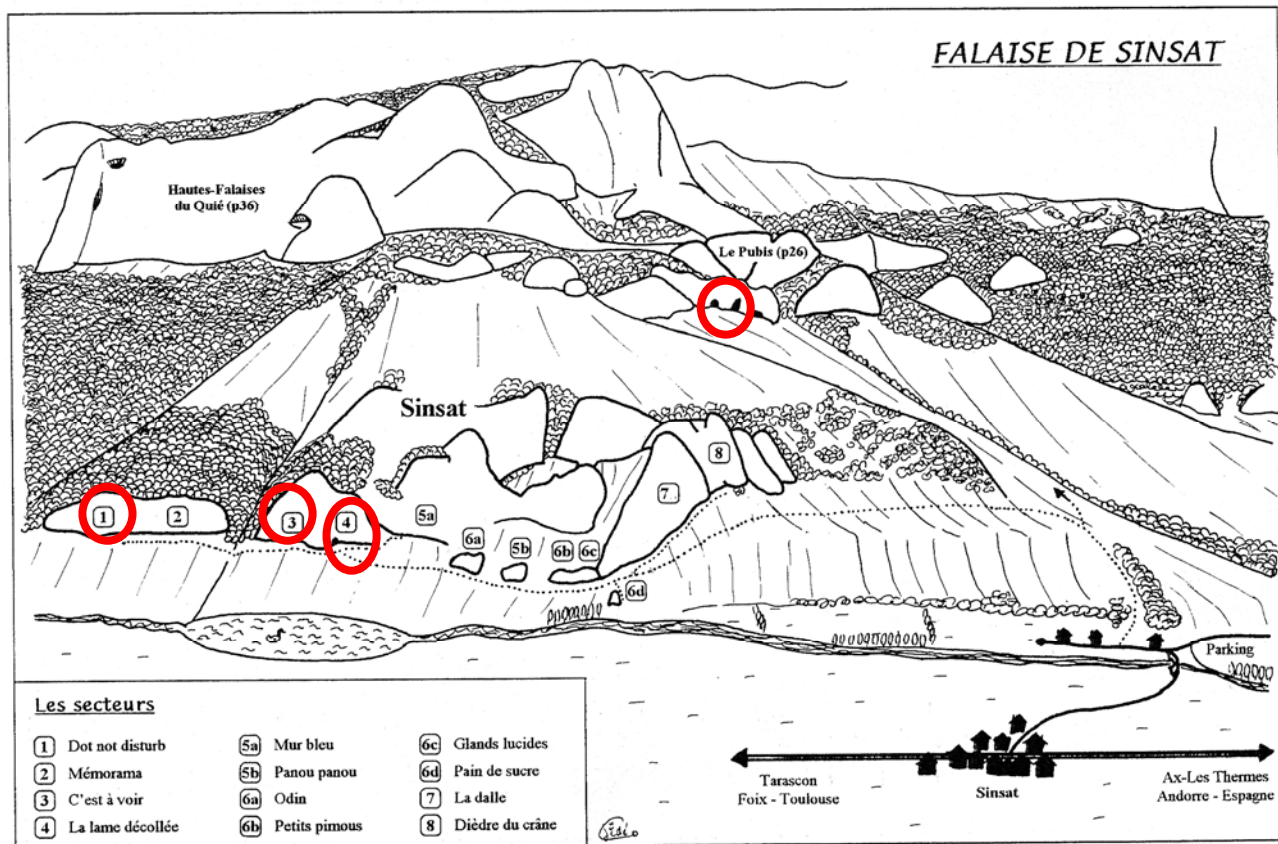 FALAISE DE SINSAT
Hautes-Falaises
du Quié (p36)
Le Pubis (p26)
Sinsat
8
7
1
2
3
4
5a
6a
5b
6b
6c
6d
Parking
Les secteurs
1 Dot not disturb
2 Mémorama
3 C'est à voir
4 La lame décollée
5a Mur bleu
5b Panou panou
6a Odin
6b Petits pimous
6c Glands lucides
6d Pain de sucre
7 La dalle
8 Dièdre du crâne
Tarascon
Foix - Toulouse
Sinsat
Ax-Les Thermes
Andorre - Espagne